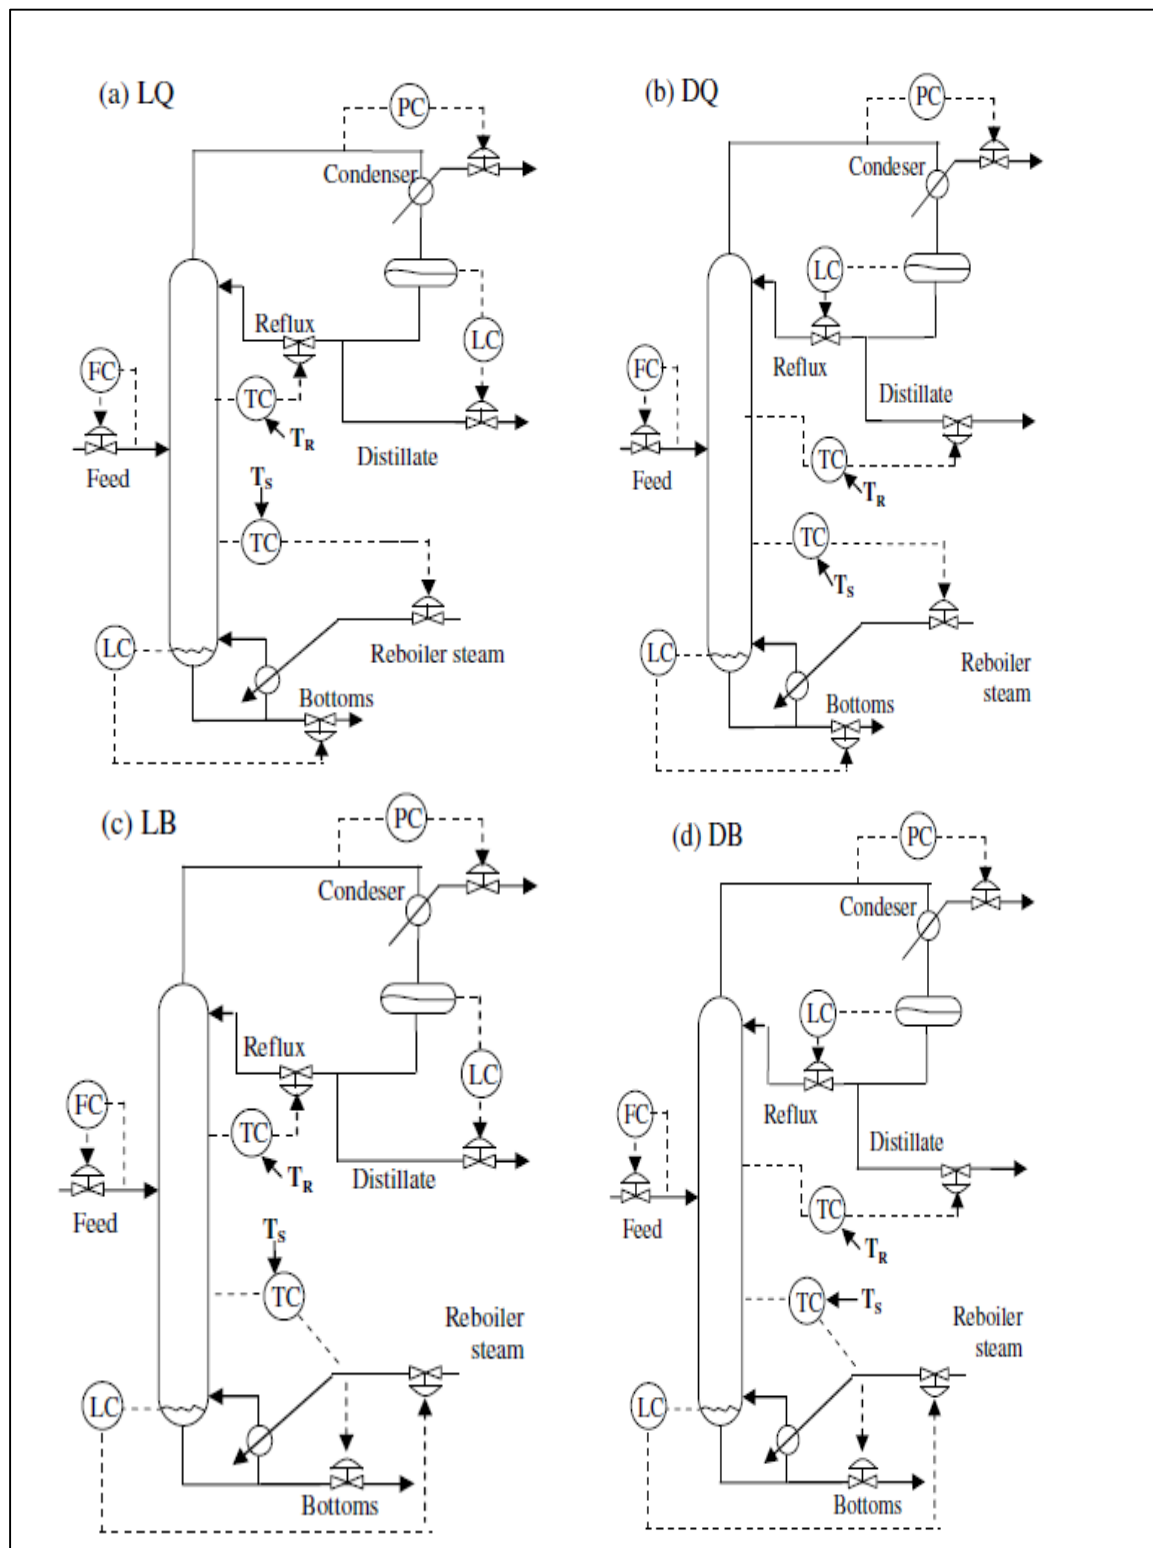 (a) LQ
PC
Condenser
LC
Reflux
FC
TC
T_R
Feed
Distillate
T_S
TC
LC
Reboiler steam
Bottoms
(b) DQ
PC
Condeser
LC
Reflux
FC
Distillate
TC
Feed
T_R
TC
T_S
LC
Reboiler
steam
Bottoms
(c) LB
PC
Condeser
Reflux
LC
FC
TC
T_R
Distillate
Feed
T_S
TC
Reboiler
steam
LC
Bottoms
(d) DB
PC
Condeser
LC
Reflux
FC
Distillate
TC
Feed
T_R
TC
T_S
Reboiler
steam
LC
Bottoms